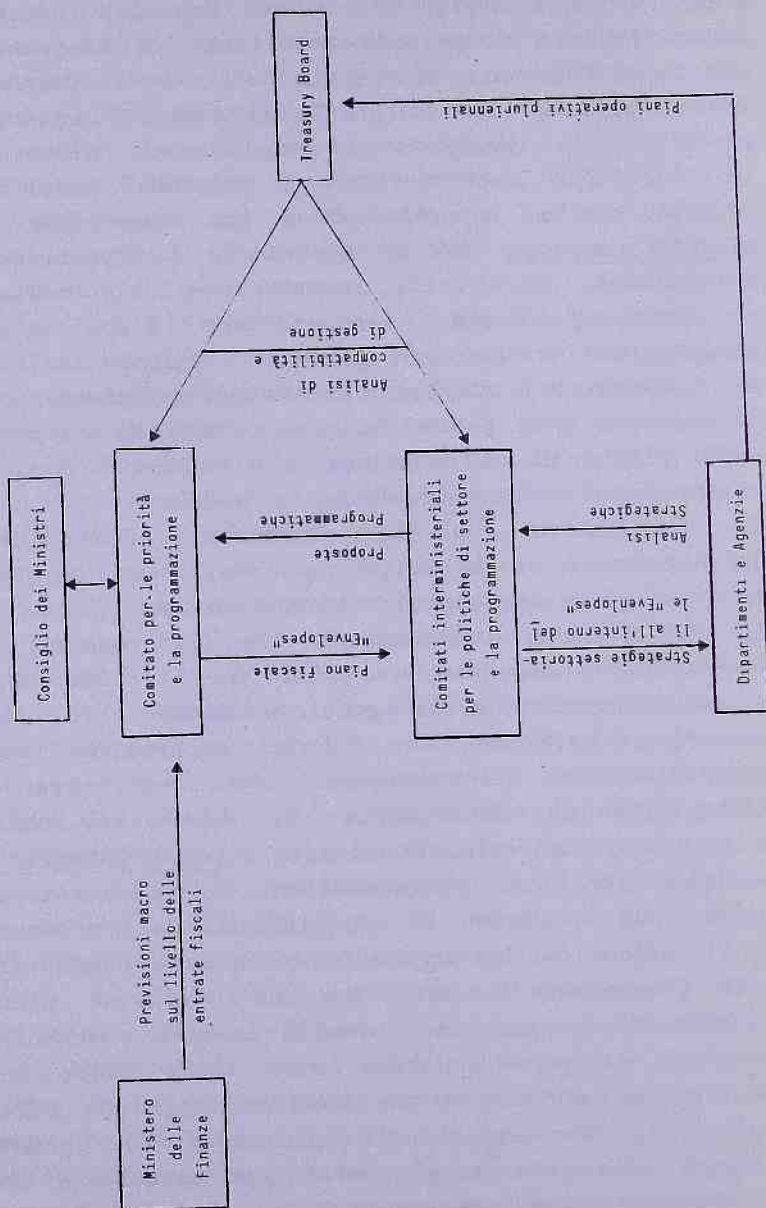 Consiglio dei Ministri
Treasury Board
Comitato per le priorità
e la programmazione
Analisi di
compatibilità e
di gestione
Piani operativi pluriennali
Previsioni macro
sul livello delle
entrate fiscali
Ministero
delle
Finanze
Piano Fiscale
"Envelopes"
Proposte
Programmatiche
Comitati interministeriali
per le politiche di settore
e la programmazione
Strategie settoria-
li all'interno del
le "Evenlopes"
Analisi
Strategiche
Dipartimenti e Agenzie